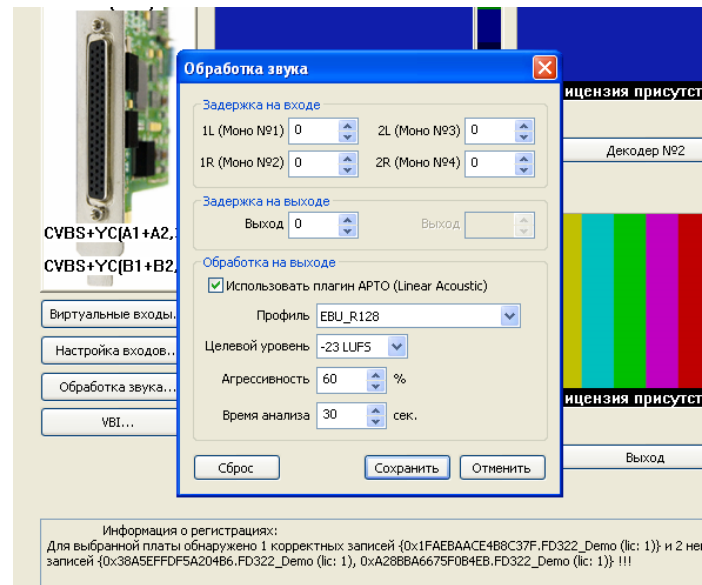 Обработка звука
Задержка на входе
1L (Моно №1) 0 2L (Моно №3) 0
1R (Моно №2) 0 2R (Моно №4) 0
Задержка на выходе
Выход 0 Выход
Обработка на выходе
Использовать плагин APTO (Linear Acoustic)
Профиль EBU_R128
Целевой уровень -23 LUFS
Агрессивность 60 %
Время анализа 30 сек.
Сброс Сохранить Отменить
CVBS+YC(A1+A2,
CVBS+YC(B1+B2,
Виртуальные входы.
Настройка входов..
Обработка звука...
VBI...
ицензия присутст
Декодер №2
ицензия присутст
Выход
Информация о регистрациях:
Для выбранной платы обнаружено 1 корректных записей {0x1FAEBAACE4B8C37F.FD322_Demo (lic: 1)} и 2 не
записей {0x38A5EFFDF5A204B6.FD322_Demo (lic: 1), 0xA28BBA6675F0B4EB.FD322_Demo (lic: 1)} !!!